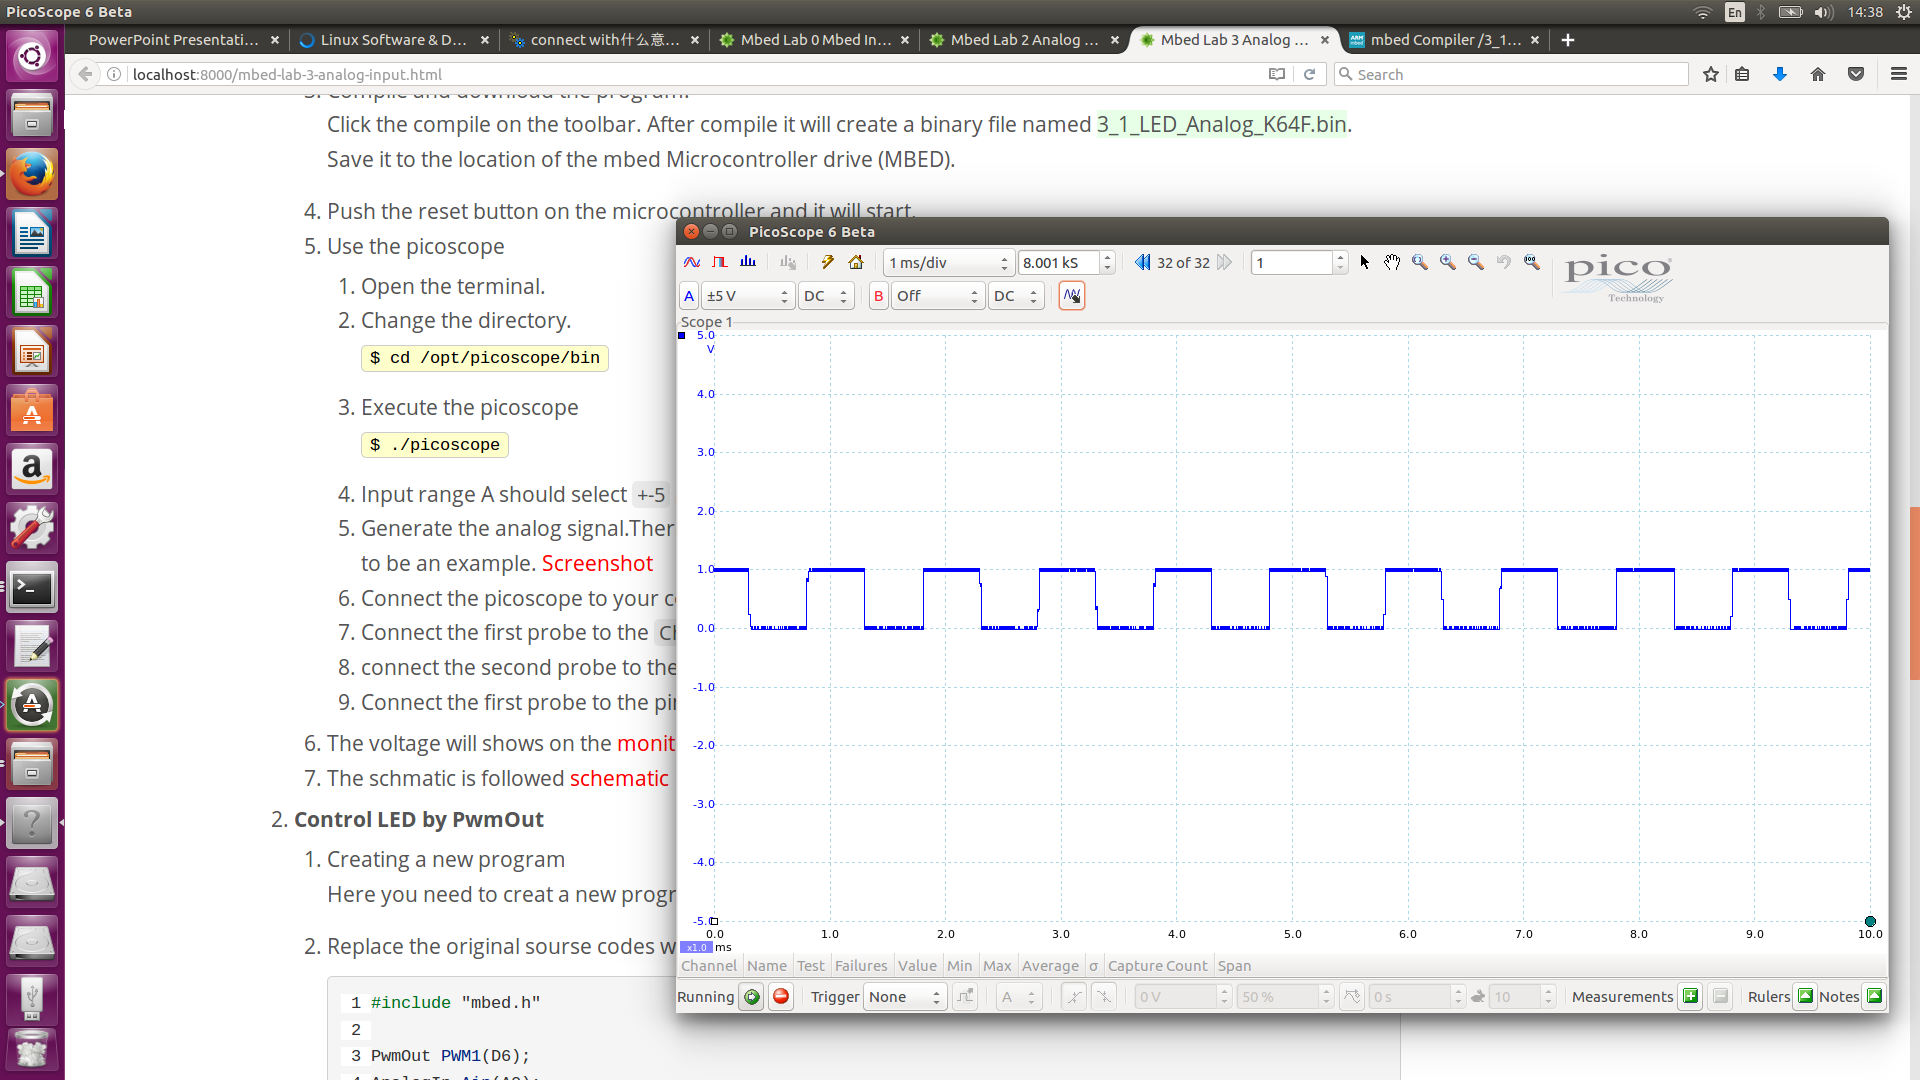 PicoScope 6 Beta
En
14:38
PowerPoint Presentati...
Linux Software & D...
connect with什么意...
Mbed Lab 0 Mbed In...
Mbed Lab 2 Analog ...
Mbed Lab 3 Analog ...
mbed Compiler /3_1...
localhost:8000/mbed-lab-3-analog-input.html
Search
3. Compile and download the program.
Click the compile on the toolbar. After compile it will create a binary file named 3_1_LED_Analog_K64F.bin.
Save it to the location of the mbed Microcontroller drive (MBED).
4. Push the reset button on the microcontroller and it will start.
5. Use the picoscope
1. Open the terminal.
2. Change the directory.
$ cd /opt/picoscope/bin
3. Execute the picoscope
$ ./picoscope
4. Input range A should select +-5
5. Generate the analog signal.Ther
to be an example. Screenshot
6. Connect the picoscope to your c
7. Connect the first probe to the Ch
8. connect the second probe to the
9. Connect the first probe to the pi
6. The voltage will shows on the monit
7. The schmatic is followed schematic
2. Control LED by PwmOut
1. Creating a new program
Here you need to creat a new progr
2. Replace the original sourse codes w
1 #include "mbed.h"
2
3 PwmOut PWM1(D6);
4 AnalogIn Ain(A0);
PicoScope 6 Beta
1 ms/div
8.001 kS
32 of 32
1
pico
Technology
A
±5 V
DC
B
Off
DC
Scope 1
5.0
V
4.0
3.0
2.0
1.0
0.0
-1.0
-2.0
-3.0
-4.0
-5.0
0.0 1.0 2.0 3.0 4.0 5.0 6.0 7.0 8.0 9.0 10.0
x1.0 ms
Channel Name Test Failures Value Min Max Average σ Capture Count Span
Running Trigger None A 0 V 50 % 0 s 10 Measurements Rulers Notes